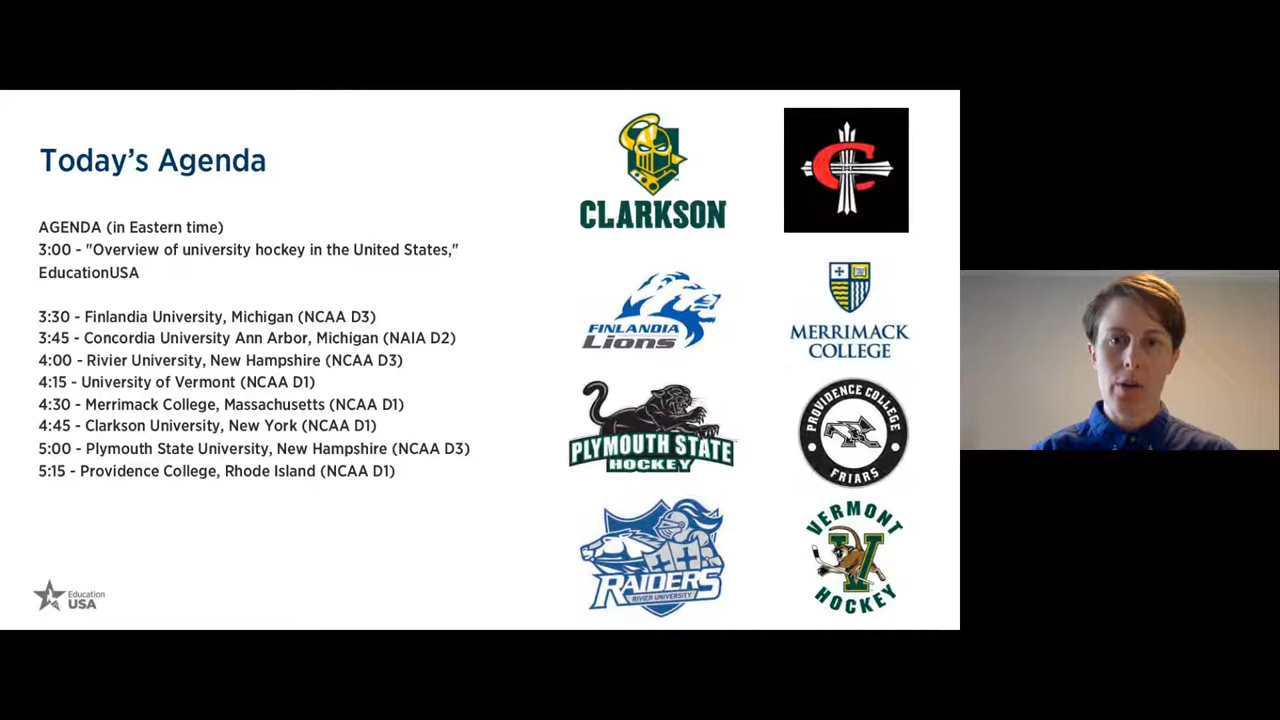 Today's Agenda
AGENDA (in Eastern time)
3:00 - "Overview of university hockey in the United States,"
EducationUSA
3:30 - Finlandia University, Michigan (NCAA D3)
3:45 - Concordia University Ann Arbor, Michigan (NAIA D2)
4:00 - Rivier University, New Hampshire (NCAA D3)
4:15 - University of Vermont (NCAA D1)
4:30 - Merrimack College, Massachusetts (NCAA D1)
4:45 - Clarkson University, New York (NCAA D1)
5:00 - Plymouth State University, New Hampshire (NCAA D3)
5:15 - Providence College, Rhode Island (NCAA D1)
Education
USA
CLARKSON
C
FINLANDIA
Lions
MERRIMACK
COLLEGE
PLYMOUTH STATE
HOCKEY
PROVIDENCE COLLEGE
FRIARS
RAIDERS
RIVIER UNIVERSITY
VERMONT
V
HOCKEY